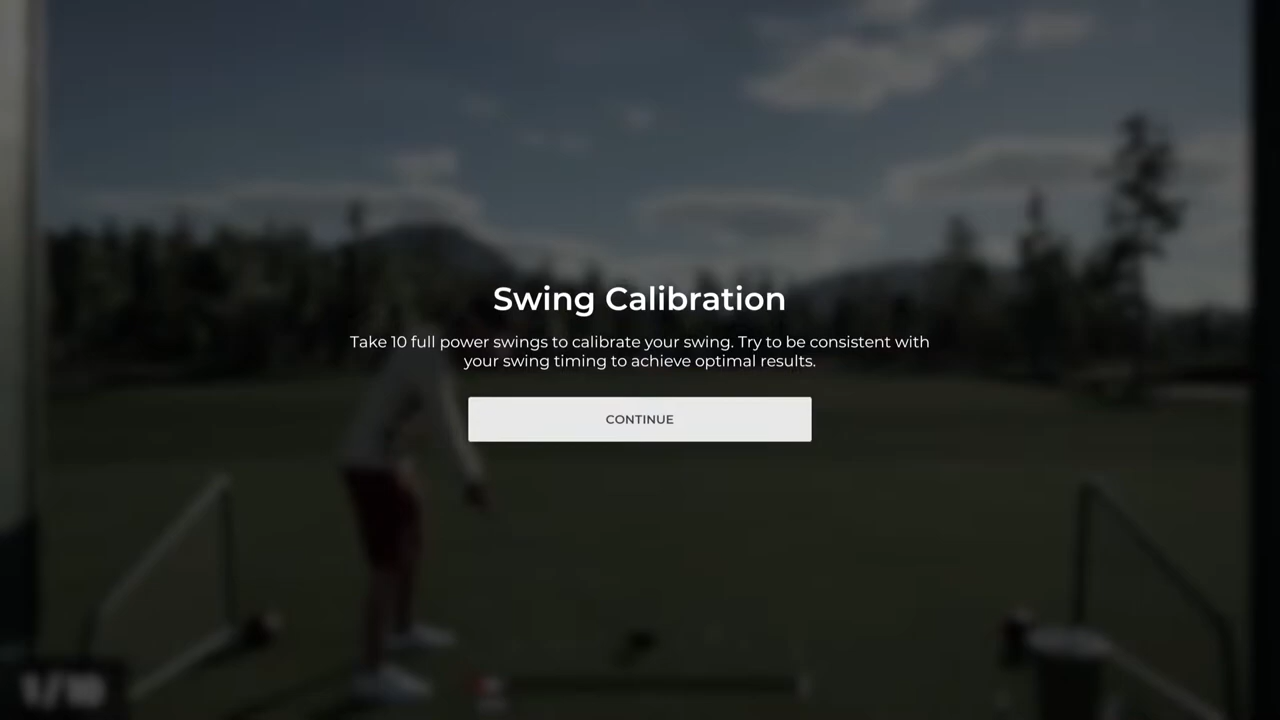 Swing Calibration
Take 10 full power swings to calibrate your swing. Try to be consistent with
your swing timing to achieve optimal results.
CONTINUE
1/10